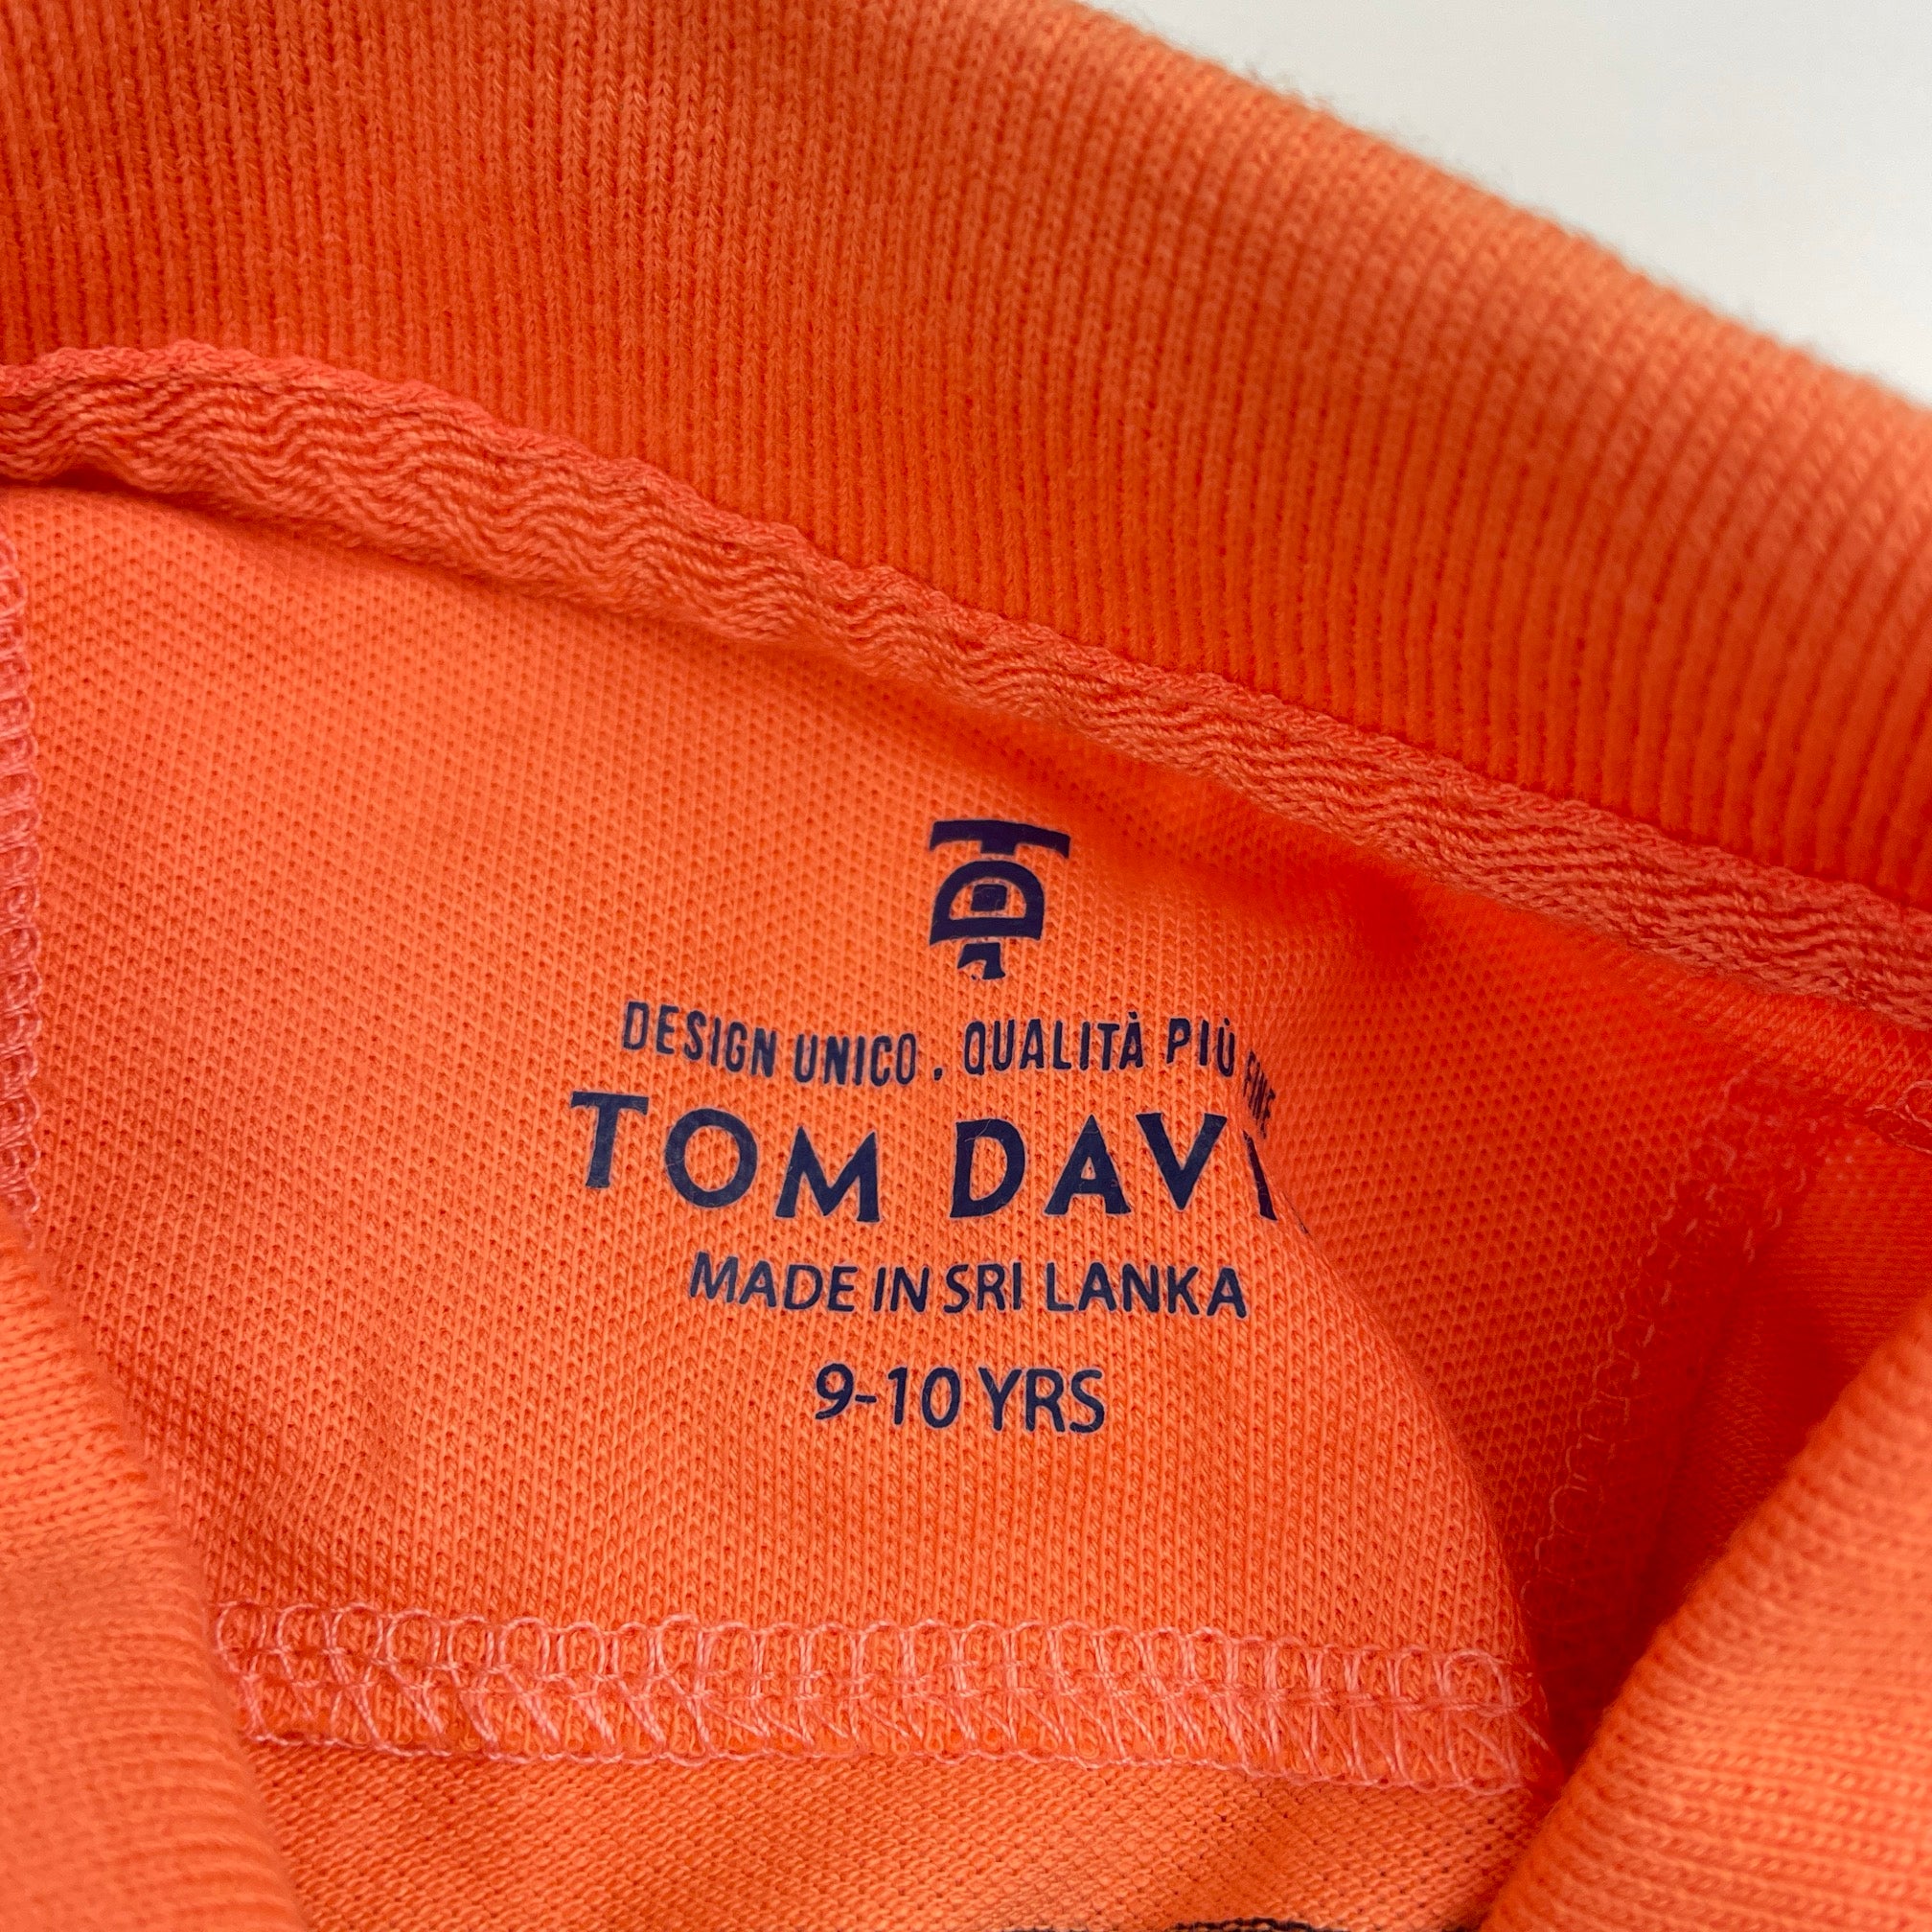 DESIGN UNICO . QUALITÀ PIÙ FINE
TOM DAVI
MADE IN SRI LANKA
9-10 YRS